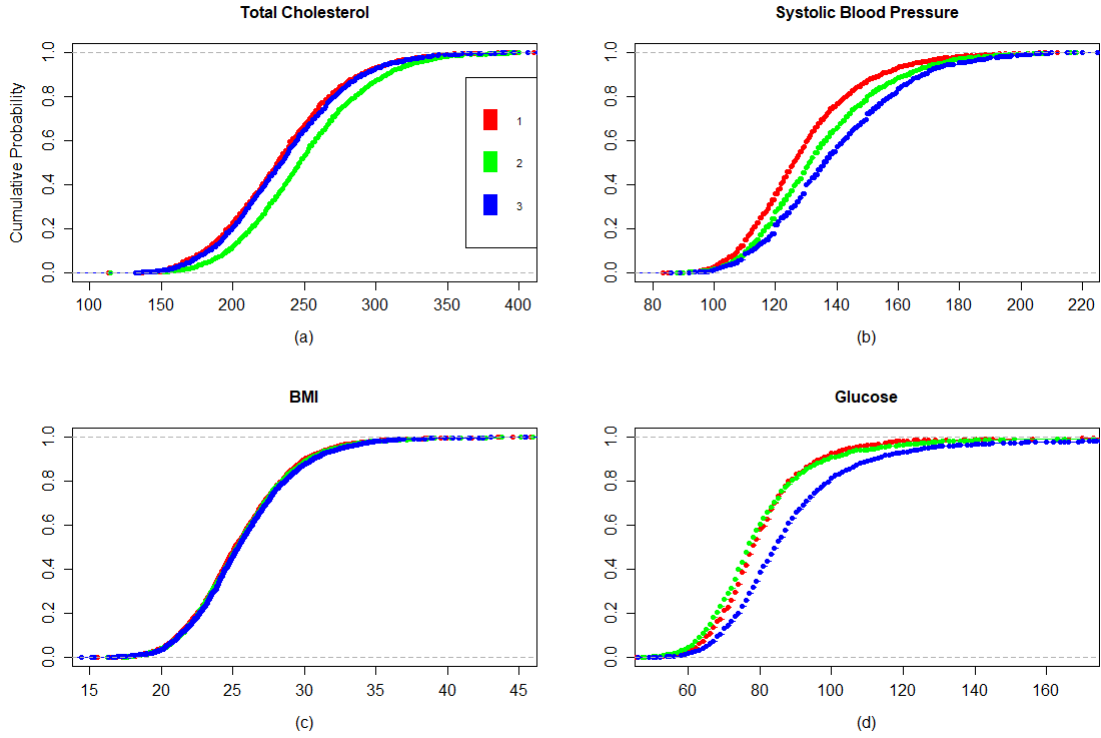 Total Cholesterol
Cumulative Probability
0.0 0.2 0.4 0.6 0.8 1.0
1
2
3
100 150 200 250 300 350 400
(a)
Systolic Blood Pressure
0.0 0.2 0.4 0.6 0.8 1.0
80 100 120 140 160 180 200 220
(b)
BMI
0.0 0.2 0.4 0.6 0.8 1.0
15 20 25 30 35 40 45
(c)
Glucose
0.0 0.2 0.4 0.6 0.8 1.0
60 80 100 120 140 160
(d)